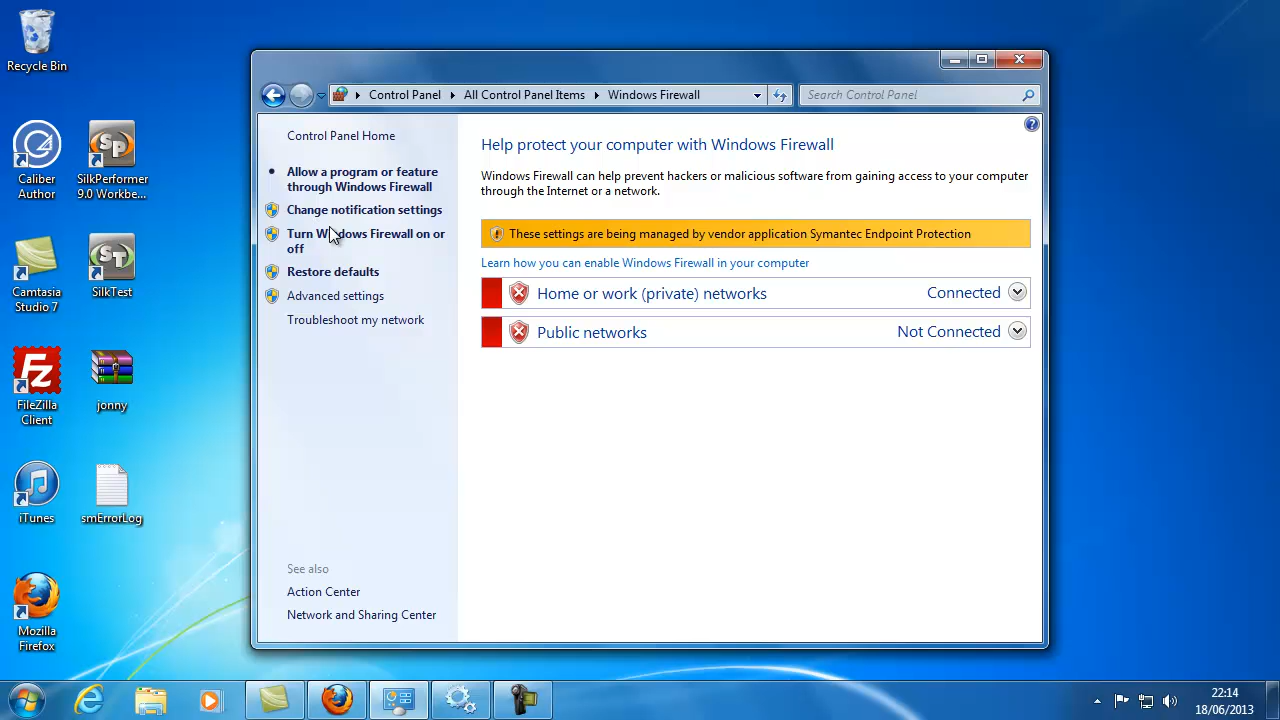 Recycle Bin
Caliber
Author
SilkPerformer
9.0 Workbe...
Camtasia
Studio 7
SilkTest
FileZilla
Client
jonny
iTunes
smErrorLog
Mozilla
Firefox
Control Panel
All Control Panel Items
Windows Firewall
Search Control Panel
Control Panel Home
Allow a program or feature
through Windows Firewall
Change notification settings
Turn Windows Firewall on or
off
Restore defaults
Advanced settings
Troubleshoot my network
See also
Action Center
Network and Sharing Center
Help protect your computer with Windows Firewall
Windows Firewall can help prevent hackers or malicious software from gaining access to your computer
through the Internet or a network.
These settings are being managed by vendor application Symantec Endpoint Protection
Learn how you can enable Windows Firewall in your computer
Home or work (private) networks Connected
Public networks Not Connected
22:14
18/06/2013